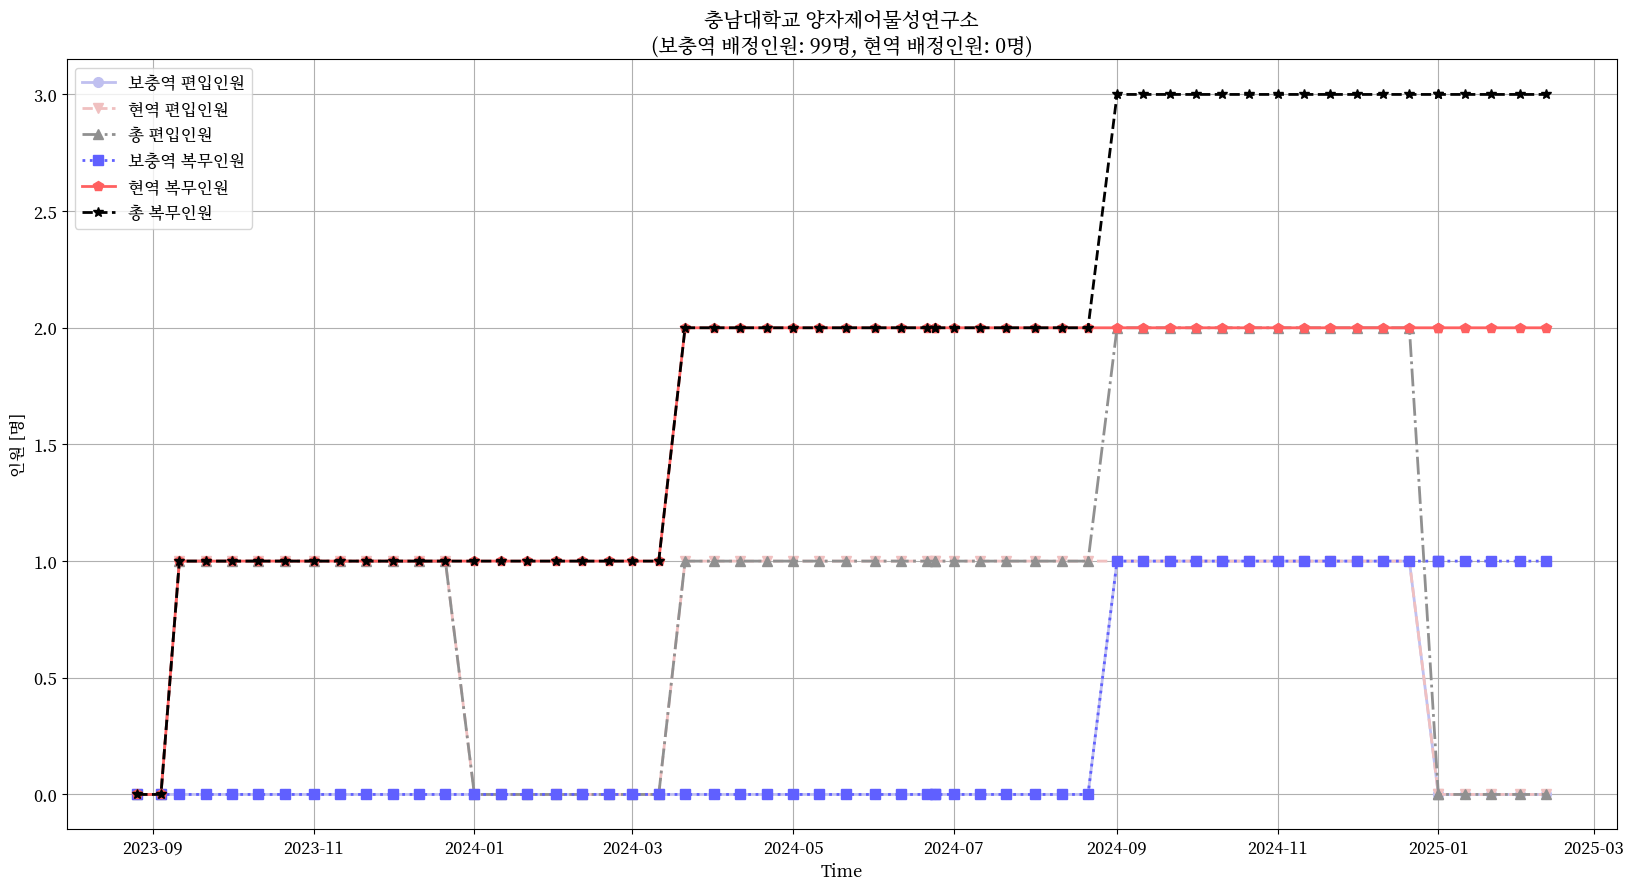 충남대학교 양자제어물성연구소
(보충역 배정인원: 99명, 현역 배정인원: 0명)
보충역 편입인원
현역 편입인원
총 편입인원
보충역 복무인원
현역 복무인원
총 복무인원
인원 [명]
3.0
2.5
2.0
1.5
1.0
0.5
0.0
2023-09 2023-11 2024-01 2024-03 2024-05 2024-07 2024-09 2024-11 2025-01 2025-03
Time